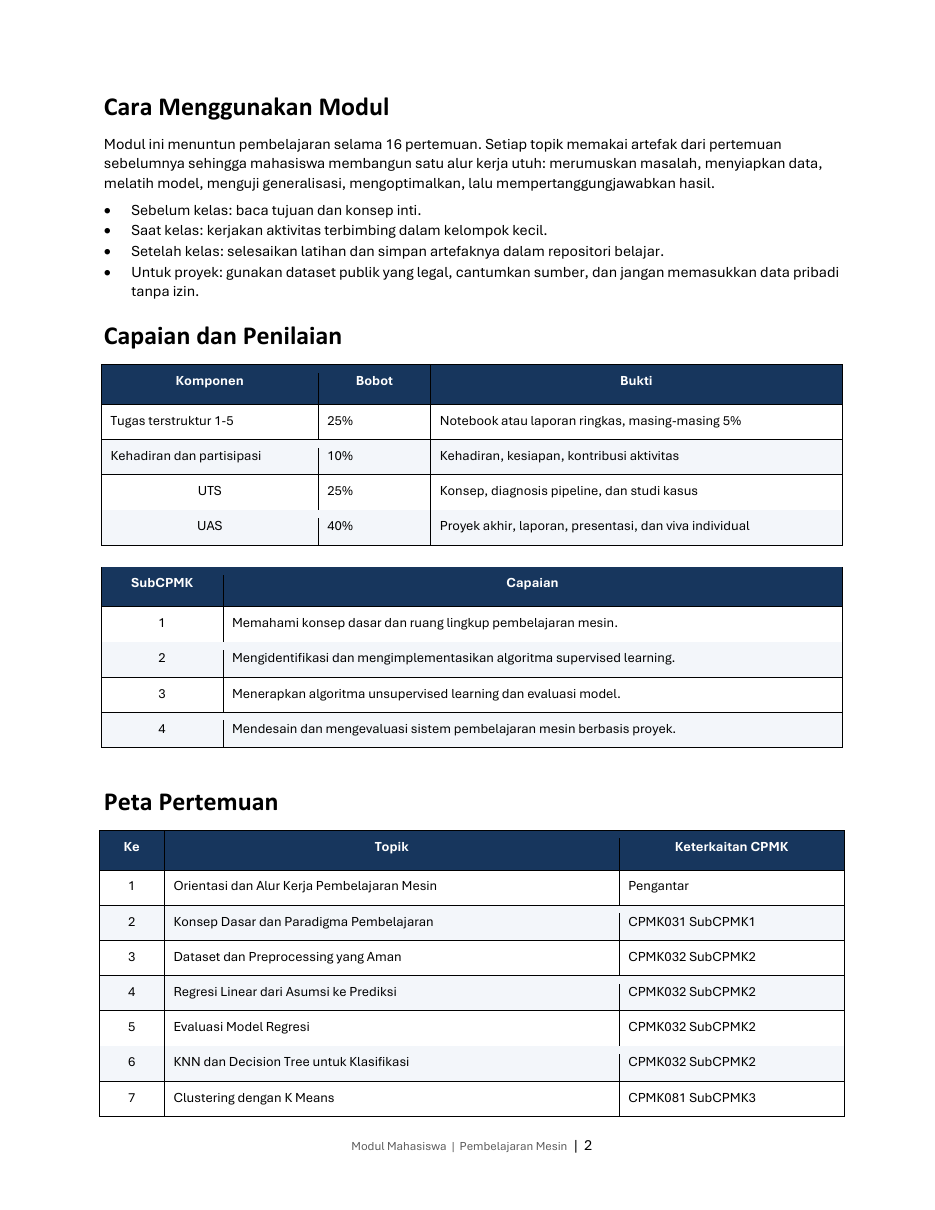 Cara Menggunakan Modul
Modul ini menuntun pembelajaran selama 16 pertemuan. Setiap topik memakai artefak dari pertemuan
sebelumnya sehingga mahasiswa membangun satu alur kerja utuh: merumuskan masalah, menyiapkan data,
melatih model, menguji generalisasi, mengoptimalkan, lalu mempertanggungjawabkan hasil.
• Sebelum kelas: baca tujuan dan konsep inti.
• Saat kelas: kerjakan aktivitas terbimbing dalam kelompok kecil.
• Setelah kelas: selesaikan latihan dan simpan artefaknya dalam repositori belajar.
• Untuk proyek: gunakan dataset publik yang legal, cantumkan sumber, dan jangan memasukkan data pribadi
tanpa izin.
Capaian dan Penilaian
Komponen Bobot Bukti
Tugas terstruktur 1-5 25% Notebook atau laporan ringkas, masing-masing 5%
Kehadiran dan partisipasi 10% Kehadiran, kesiapan, kontribusi aktivitas
UTS 25% Konsep, diagnosis pipeline, dan studi kasus
UAS 40% Proyek akhir, laporan, presentasi, dan viva individual
SubCPMK Capaian
1 Memahami konsep dasar dan ruang lingkup pembelajaran mesin.
2 Mengidentifikasi dan mengimplementasikan algoritma supervised learning.
3 Menerapkan algoritma unsupervised learning dan evaluasi model.
4 Mendesain dan mengevaluasi sistem pembelajaran mesin berbasis proyek.
Peta Pertemuan
Ke Topik Keterkaitan CPMK
1 Orientasi dan Alur Kerja Pembelajaran Mesin Pengantar
2 Konsep Dasar dan Paradigma Pembelajaran CPMK031 SubCPMK1
3 Dataset dan Preprocessing yang Aman CPMK032 SubCPMK2
4 Regresi Linear dari Asumsi ke Prediksi CPMK032 SubCPMK2
5 Evaluasi Model Regresi CPMK032 SubCPMK2
6 KNN dan Decision Tree untuk Klasifikasi CPMK032 SubCPMK2
7 Clustering dengan K Means CPMK081 SubCPMK3
Modul Mahasiswa | Pembelajaran Mesin | 2